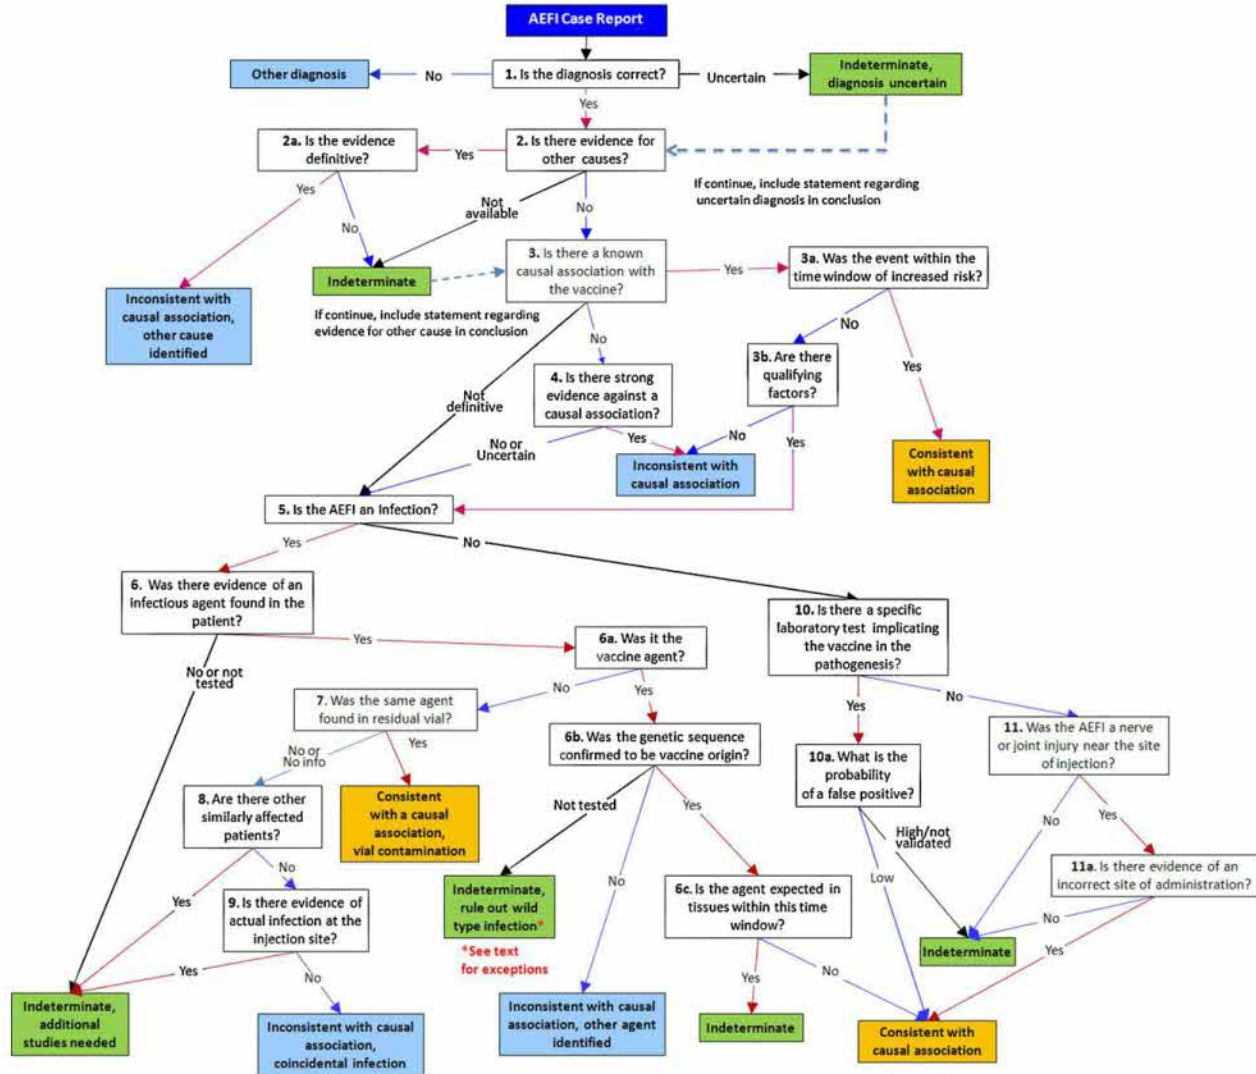 AEFI Case Report
Other diagnosis
No
1. Is the diagnosis correct?
Uncertain
Indeterminate,
diagnosis uncertain
Yes
2a. Is the evidence
definitive?
Yes
2. Is there evidence for
other causes?
If continue, include statement regarding
uncertain diagnosis in conclusion
Yes
No
Not
available
No
Indeterminate
3. Is there a known
causal association with
the vaccine?
Yes
3a. Was the event within the
time window of increased risk?
Inconsistent with
causal association,
other cause
identified
If continue, include statement regarding
evidence for other cause in conclusion
No
No
Yes
3b. Are there
qualifying
factors?
4. Is there strong
evidence against a
causal association?
Not
definitive
No or
Uncertain
Yes
No
Yes
Inconsistent with
causal association
Consistent
with causal
association
5. Is the AEFI an Infection?
Yes
No
6. Was there evidence of an
infectious agent found in the
patient?
Yes
6a. Was it the
vaccine agent?
10. Is there a specific
laboratory test implicating
the vaccine in the
pathogenesis?
No or not
tested
No
Yes
Yes
No
7. Was the same agent
found in residual vial?
6b. Was the genetic sequence
confirmed to be vaccine origin?
10a. What is the
probability
of a false positive?
11. Was the AEFI a nerve
or joint injury near the site
of injection?
No or
No info
Yes
8. Are there other
similarly affected
patients?
Consistent
with a causal
association,
vial contamination
Not tested
Yes
No
Low
High/not
validated
No
Yes
Yes
No
9. Is there evidence of
actual infection at the
injection site?
Indeterminate,
rule out wild
type infection*
*See text
for exceptions
6c. Is the agent expected in
tissues within this time
window?
11a. Is there evidence of an
incorrect site of administration?
No
Yes
Indeterminate
Yes
No
Yes
No
Indeterminate,
additional
studies needed
Inconsistent with causal
association,
coincidental infection
Inconsistent with causal
association, other agent
identified
Indeterminate
Consistent with
causal association